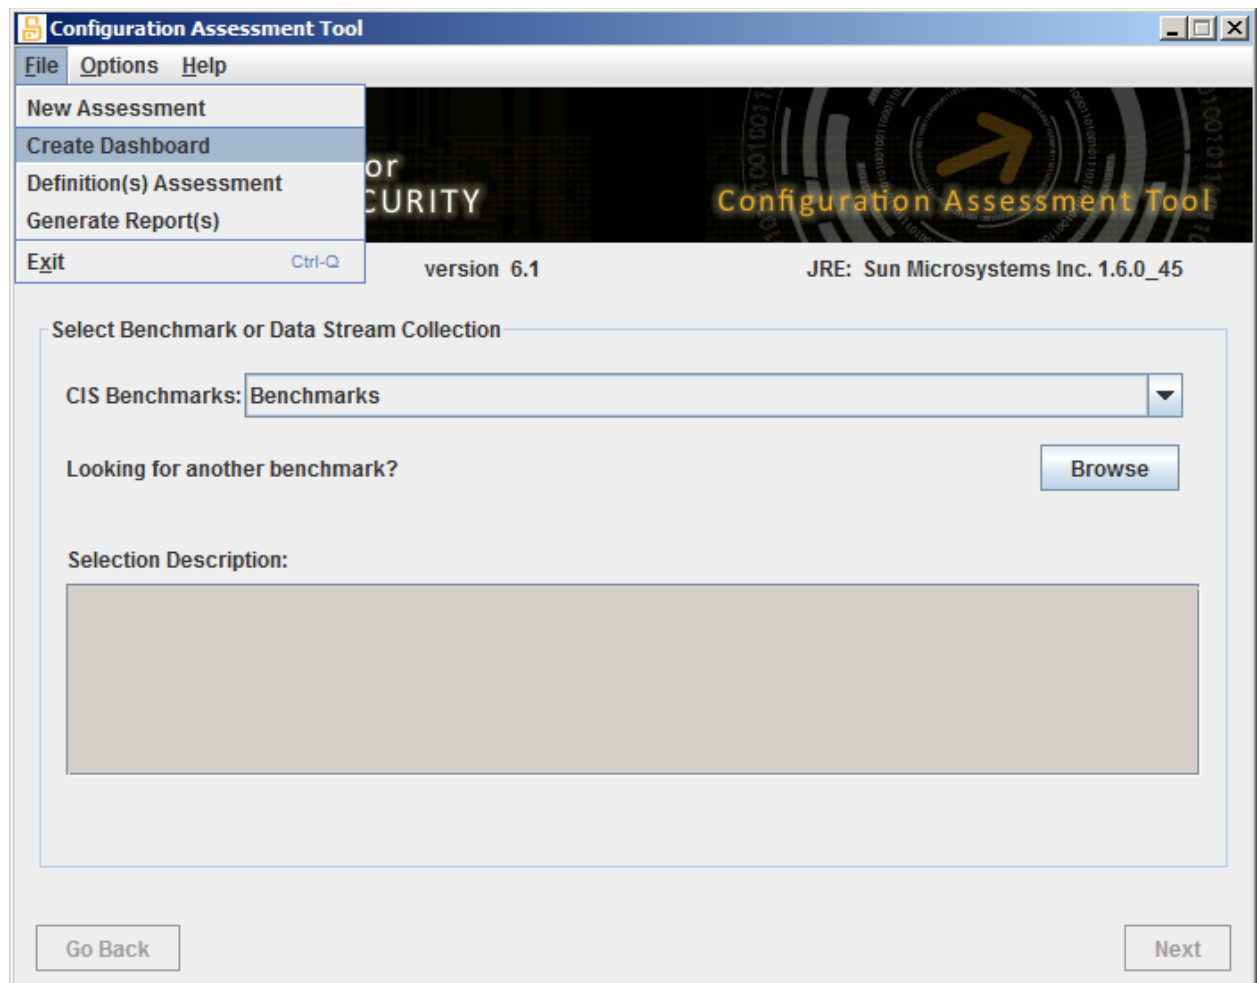 Configuration Assessment Tool
File Options Help
New Assessment
Create Dashboard
Definition(s) Assessment
Generate Report(s)
Exit Ctrl-Q
or
CURITY
Configuration Assessment Tool
version 6.1 JRE: Sun Microsystems Inc. 1.6.0_45
Select Benchmark or Data Stream Collection
CIS Benchmarks: Benchmarks
Looking for another benchmark? Browse
Selection Description:
Go Back Next